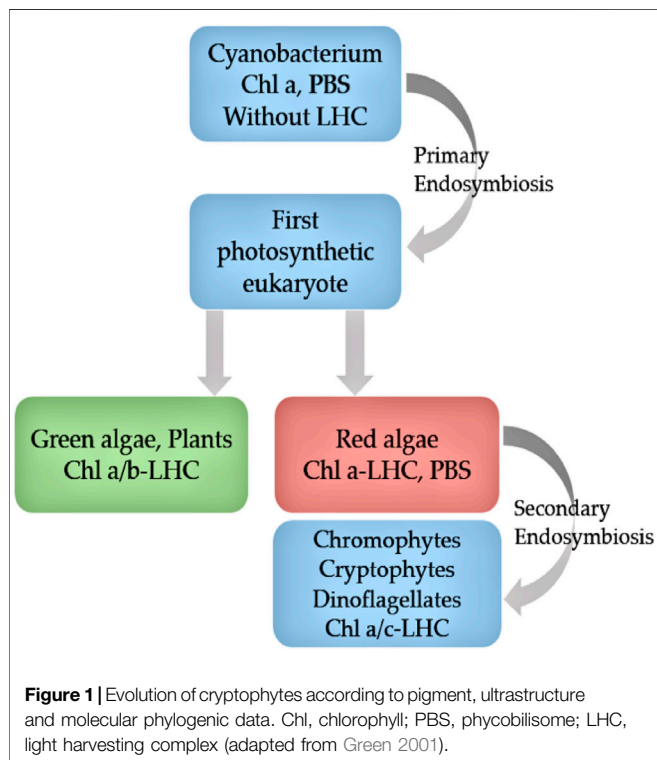 Cyanobacterium
Chl a, PBS
Without LHC
Primary
Endosymbiosis
First
photosynthetic
eukaryote
Green algae, Plants
Chl a/b-LHC
Red algae
Chl a-LHC, PBS
Secondary
Endosymbiosis
Chromophytes
Cryptophytes
Dinoflagellates
Chl a/c-LHC
Figure 1 | Evolution of cryptophytes according to pigment, ultrastructure
and molecular phylogenic data. Chl, chlorophyll; PBS, phycobilisome; LHC,
light harvesting complex (adapted from Green 2001).